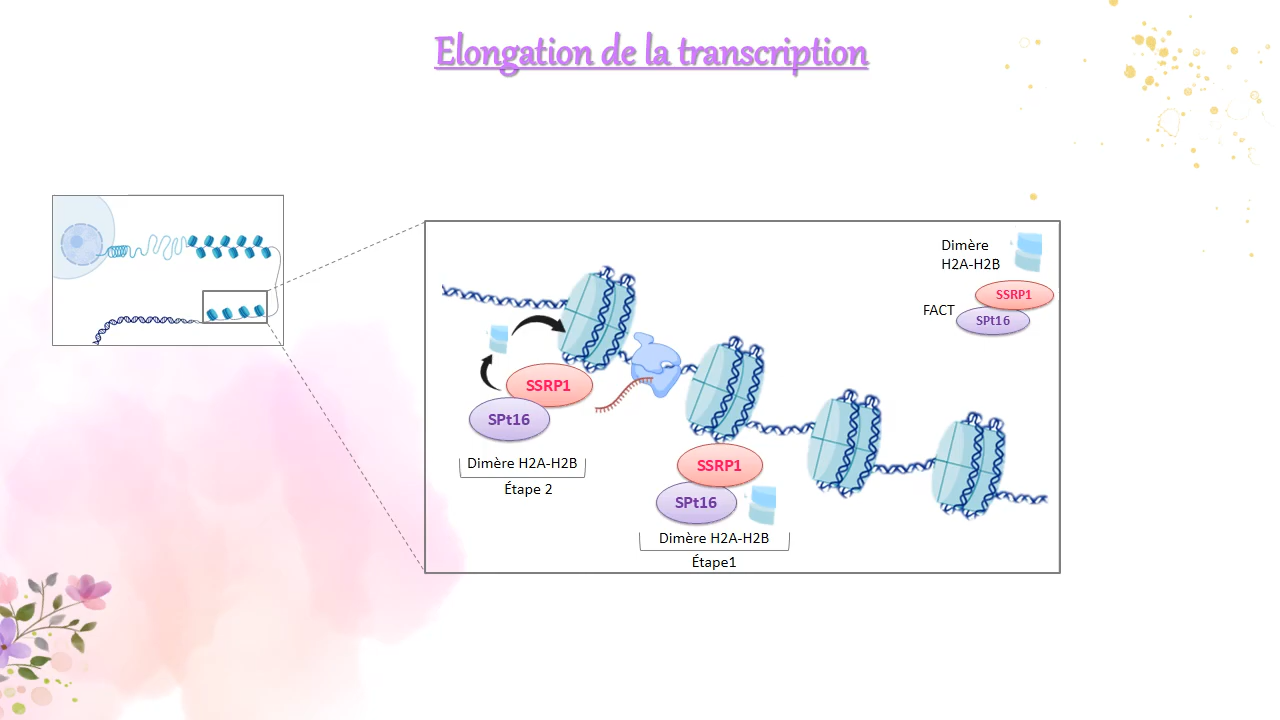 Elongation de la transcription
Dimère
H2A-H2B
FACT
SSRP1
SPt16
SSRP1
SPt16
Dimère H2A-H2B
Étape 2
SSRP1
SPt16
Dimère H2A-H2B
Étape1